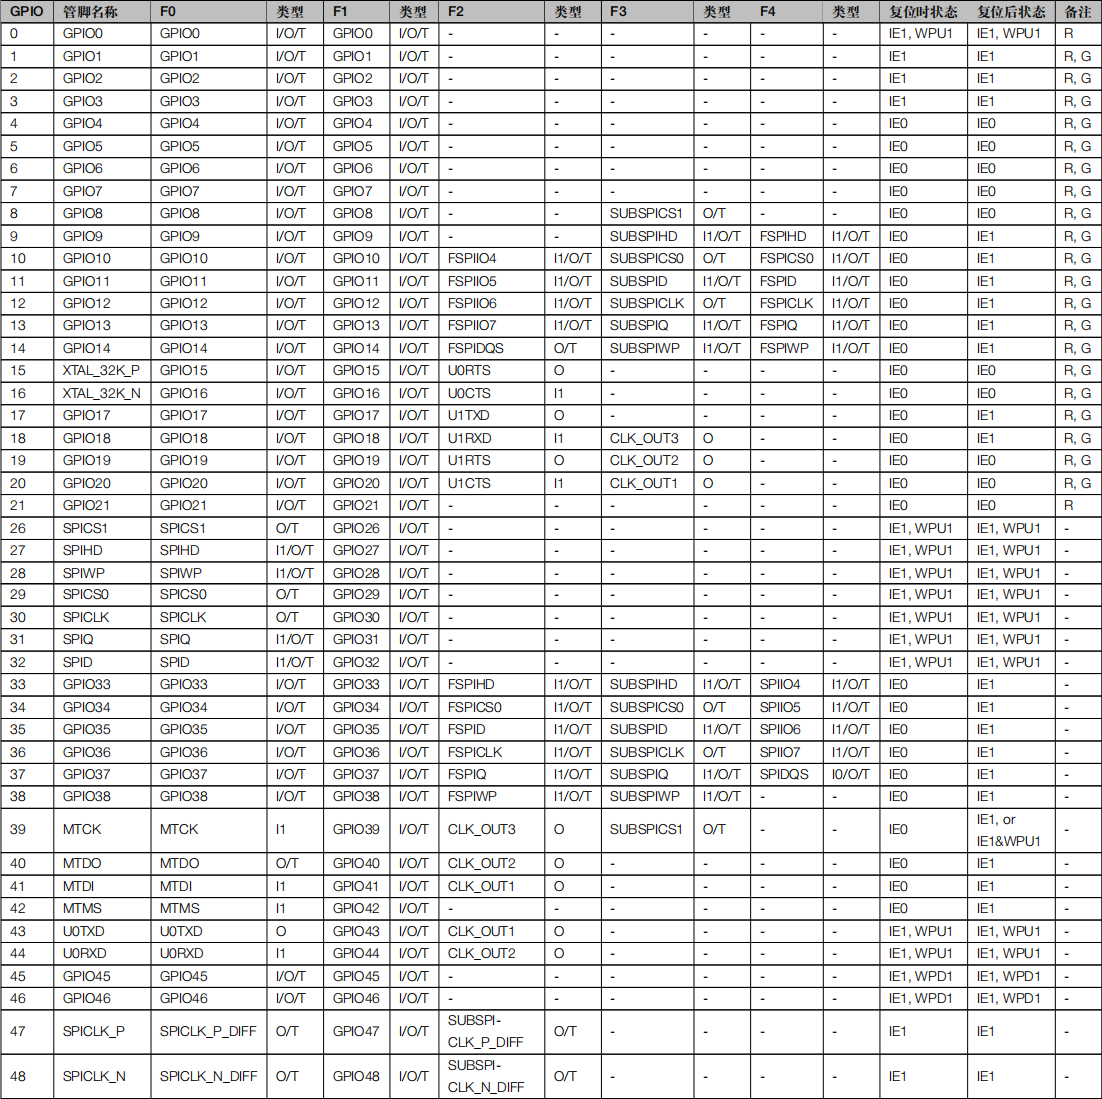 GPIO 管脚名称 F0 类型 F1 类型 F2 类型 F3 类型 F4 类型 复位时状态 复位后状态 备注
0 GPIO0 GPIO0 I/O/T GPIO0 I/O/T - - - - - - IE1, WPU1 IE1, WPU1 R
1 GPIO1 GPIO1 I/O/T GPIO1 I/O/T - - - - - - IE1 IE1 R, G
2 GPIO2 GPIO2 I/O/T GPIO2 I/O/T - - - - - - IE1 IE1 R, G
3 GPIO3 GPIO3 I/O/T GPIO3 I/O/T - - - - - - IE1 IE1 R, G
4 GPIO4 GPIO4 I/O/T GPIO4 I/O/T - - - - - - IE0 IE0 R, G
5 GPIO5 GPIO5 I/O/T GPIO5 I/O/T - - - - - - IE0 IE0 R, G
6 GPIO6 GPIO6 I/O/T GPIO6 I/O/T - - - - - - IE0 IE0 R, G
7 GPIO7 GPIO7 I/O/T GPIO7 I/O/T - - - - - - IE0 IE0 R, G
8 GPIO8 GPIO8 I/O/T GPIO8 I/O/T - - SUBSPICS1 O/T - - IE0 IE0 R, G
9 GPIO9 GPIO9 I/O/T GPIO9 I/O/T - - SUBSPIHD I1/O/T FSPIHD I1/O/T IE0 IE1 R, G
10 GPIO10 GPIO10 I/O/T GPIO10 I/O/T FSPIIO4 I1/O/T SUBSPICS0 O/T FSPICS0 I1/O/T IE0 IE1 R, G
11 GPIO11 GPIO11 I/O/T GPIO11 I/O/T FSPIIO5 I1/O/T SUBSPID I1/O/T FSPID I1/O/T IE0 IE1 R, G
12 GPIO12 GPIO12 I/O/T GPIO12 I/O/T FSPIIO6 I1/O/T SUBSPICLK O/T FSPICLK I1/O/T IE0 IE1 R, G
13 GPIO13 GPIO13 I/O/T GPIO13 I/O/T FSPIIO7 I1/O/T SUBSPIQ I1/O/T FSPIQ I1/O/T IE0 IE1 R, G
14 GPIO14 GPIO14 I/O/T GPIO14 I/O/T FSPIDQS O/T SUBSPIWP I1/O/T FSPIWP I1/O/T IE0 IE1 R, G
15 XTAL_32K_P GPIO15 I/O/T GPIO15 I/O/T U0RTS O - - - - IE0 IE0 R, G
16 XTAL_32K_N GPIO16 I/O/T GPIO16 I/O/T U0CTS I1 - - - - IE0 IE0 R, G
17 GPIO17 GPIO17 I/O/T GPIO17 I/O/T U1TXD O - - - - IE0 IE1 R, G
18 GPIO18 GPIO18 I/O/T GPIO18 I/O/T U1RXD I1 CLK_OUT3 O - - IE0 IE1 R, G
19 GPIO19 GPIO19 I/O/T GPIO19 I/O/T U1RTS O CLK_OUT2 O - - IE0 IE0 R, G
20 GPIO20 GPIO20 I/O/T GPIO20 I/O/T U1CTS I1 CLK_OUT1 O - - IE0 IE0 R, G
21 GPIO21 GPIO21 I/O/T GPIO21 I/O/T - - - - - - IE0 IE0 R
26 SPICS1 SPICS1 O/T GPIO26 I/O/T - - - - - - IE1, WPU1 IE1, WPU1 -
27 SPIHD SPIHD I1/O/T GPIO27 I/O/T - - - - - - IE1, WPU1 IE1, WPU1 -
28 SPIWP SPIWP I1/O/T GPIO28 I/O/T - - - - - - IE1, WPU1 IE1, WPU1 -
29 SPICS0 SPICS0 O/T GPIO29 I/O/T - - - - - - IE1, WPU1 IE1, WPU1 -
30 SPICLK SPICLK O/T GPIO30 I/O/T - - - - - - IE1, WPU1 IE1, WPU1 -
31 SPIQ SPIQ I1/O/T GPIO31 I/O/T - - - - - - IE1, WPU1 IE1, WPU1 -
32 SPID SPID I1/O/T GPIO32 I/O/T - - - - - - IE1, WPU1 IE1, WPU1 -
33 GPIO33 GPIO33 I/O/T GPIO33 I/O/T FSPIHD I1/O/T SUBSPIHD I1/O/T SPIIO4 I1/O/T IE0 IE1 -
34 GPIO34 GPIO34 I/O/T GPIO34 I/O/T FSPICS0 I1/O/T SUBSPICS0 O/T SPIIO5 I1/O/T IE0 IE1 -
35 GPIO35 GPIO35 I/O/T GPIO35 I/O/T FSPID I1/O/T SUBSPID I1/O/T SPIIO6 I1/O/T IE0 IE1 -
36 GPIO36 GPIO36 I/O/T GPIO36 I/O/T FSPICLK I1/O/T SUBSPICLK O/T SPIIO7 I1/O/T IE0 IE1 -
37 GPIO37 GPIO37 I/O/T GPIO37 I/O/T FSPIQ I1/O/T SUBSPIQ I1/O/T SPIDQS I0/O/T IE0 IE1 -
38 GPIO38 GPIO38 I/O/T GPIO38 I/O/T FSPIWP I1/O/T SUBSPIWP I1/O/T - - IE0 IE1 -
39 MTCK MTCK I1 GPIO39 I/O/T CLK_OUT3 O SUBSPICS1 O/T - - IE0 IE1, or
IE1&WPU1 -
40 MTDO MTDO O/T GPIO40 I/O/T CLK_OUT2 O - - - - IE0 IE1 -
41 MTDI MTDI I1 GPIO41 I/O/T CLK_OUT1 O - - - - IE0 IE1 -
42 MTMS MTMS I1 GPIO42 I/O/T - - - - - - IE0 IE1 -
43 U0TXD U0TXD O GPIO43 I/O/T CLK_OUT1 O - - - - IE1, WPU1 IE1, WPU1 -
44 U0RXD U0RXD I1 GPIO44 I/O/T CLK_OUT2 O - - - - IE1, WPU1 IE1, WPU1 -
45 GPIO45 GPIO45 I/O/T GPIO45 I/O/T - - - - - - IE1, WPD1 IE1, WPD1 -
46 GPIO46 GPIO46 I/O/T GPIO46 I/O/T - - - - - - IE1, WPD1 IE1, WPD1 -
47 SPICLK_P SPICLK_P_DIFF O/T GPIO47 I/O/T SUBSPI-
CLK_P_DIFF O/T - - - - IE1 IE1 -
48 SPICLK_N SPICLK_N_DIFF O/T GPIO48 I/O/T SUBSPI-
CLK_N_DIFF O/T - - - - IE1 IE1 -